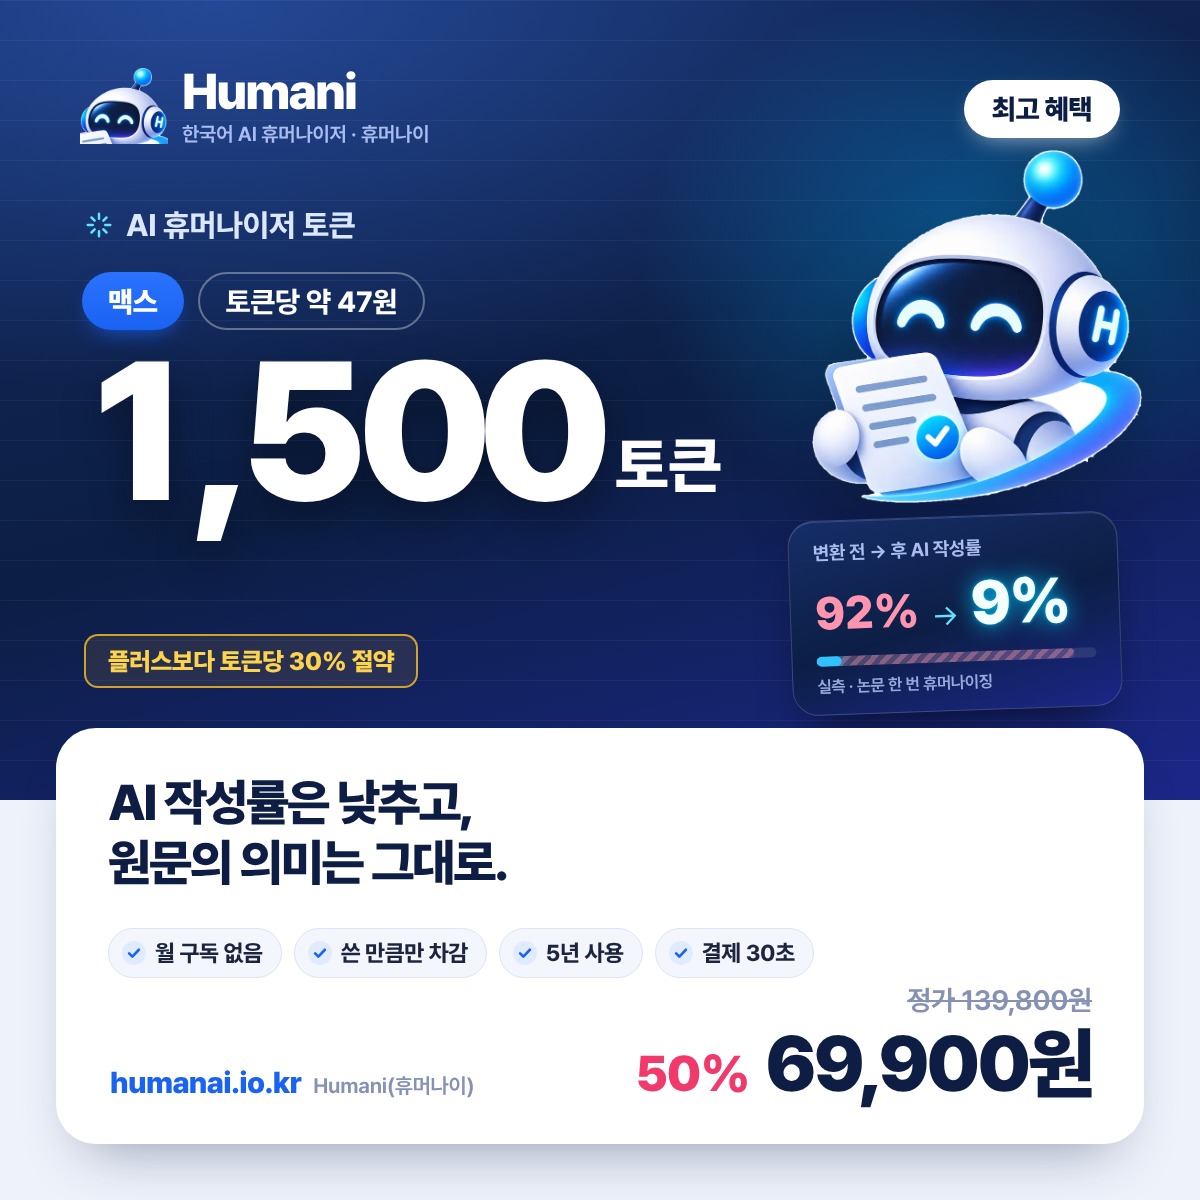 Humani
한국어 AI 휴머나이저 · 휴머나이
최고 혜택
AI 휴머나이저 토큰
맥스
토큰당 약 47원
1,500 토큰
H
변환 전 → 후 AI 작성률
92% → 9%
실측 · 논문 한 번 휴머나이징
플러스보다 토큰당 30% 절약
AI 작성률은 낮추고,
원문의 의미는 그대로.
월 구독 없음
쓴 만큼만 차감
5년 사용
결제 30초
정가 139,800원
50% 69,900원
humanai.io.kr Humani(휴머나이)